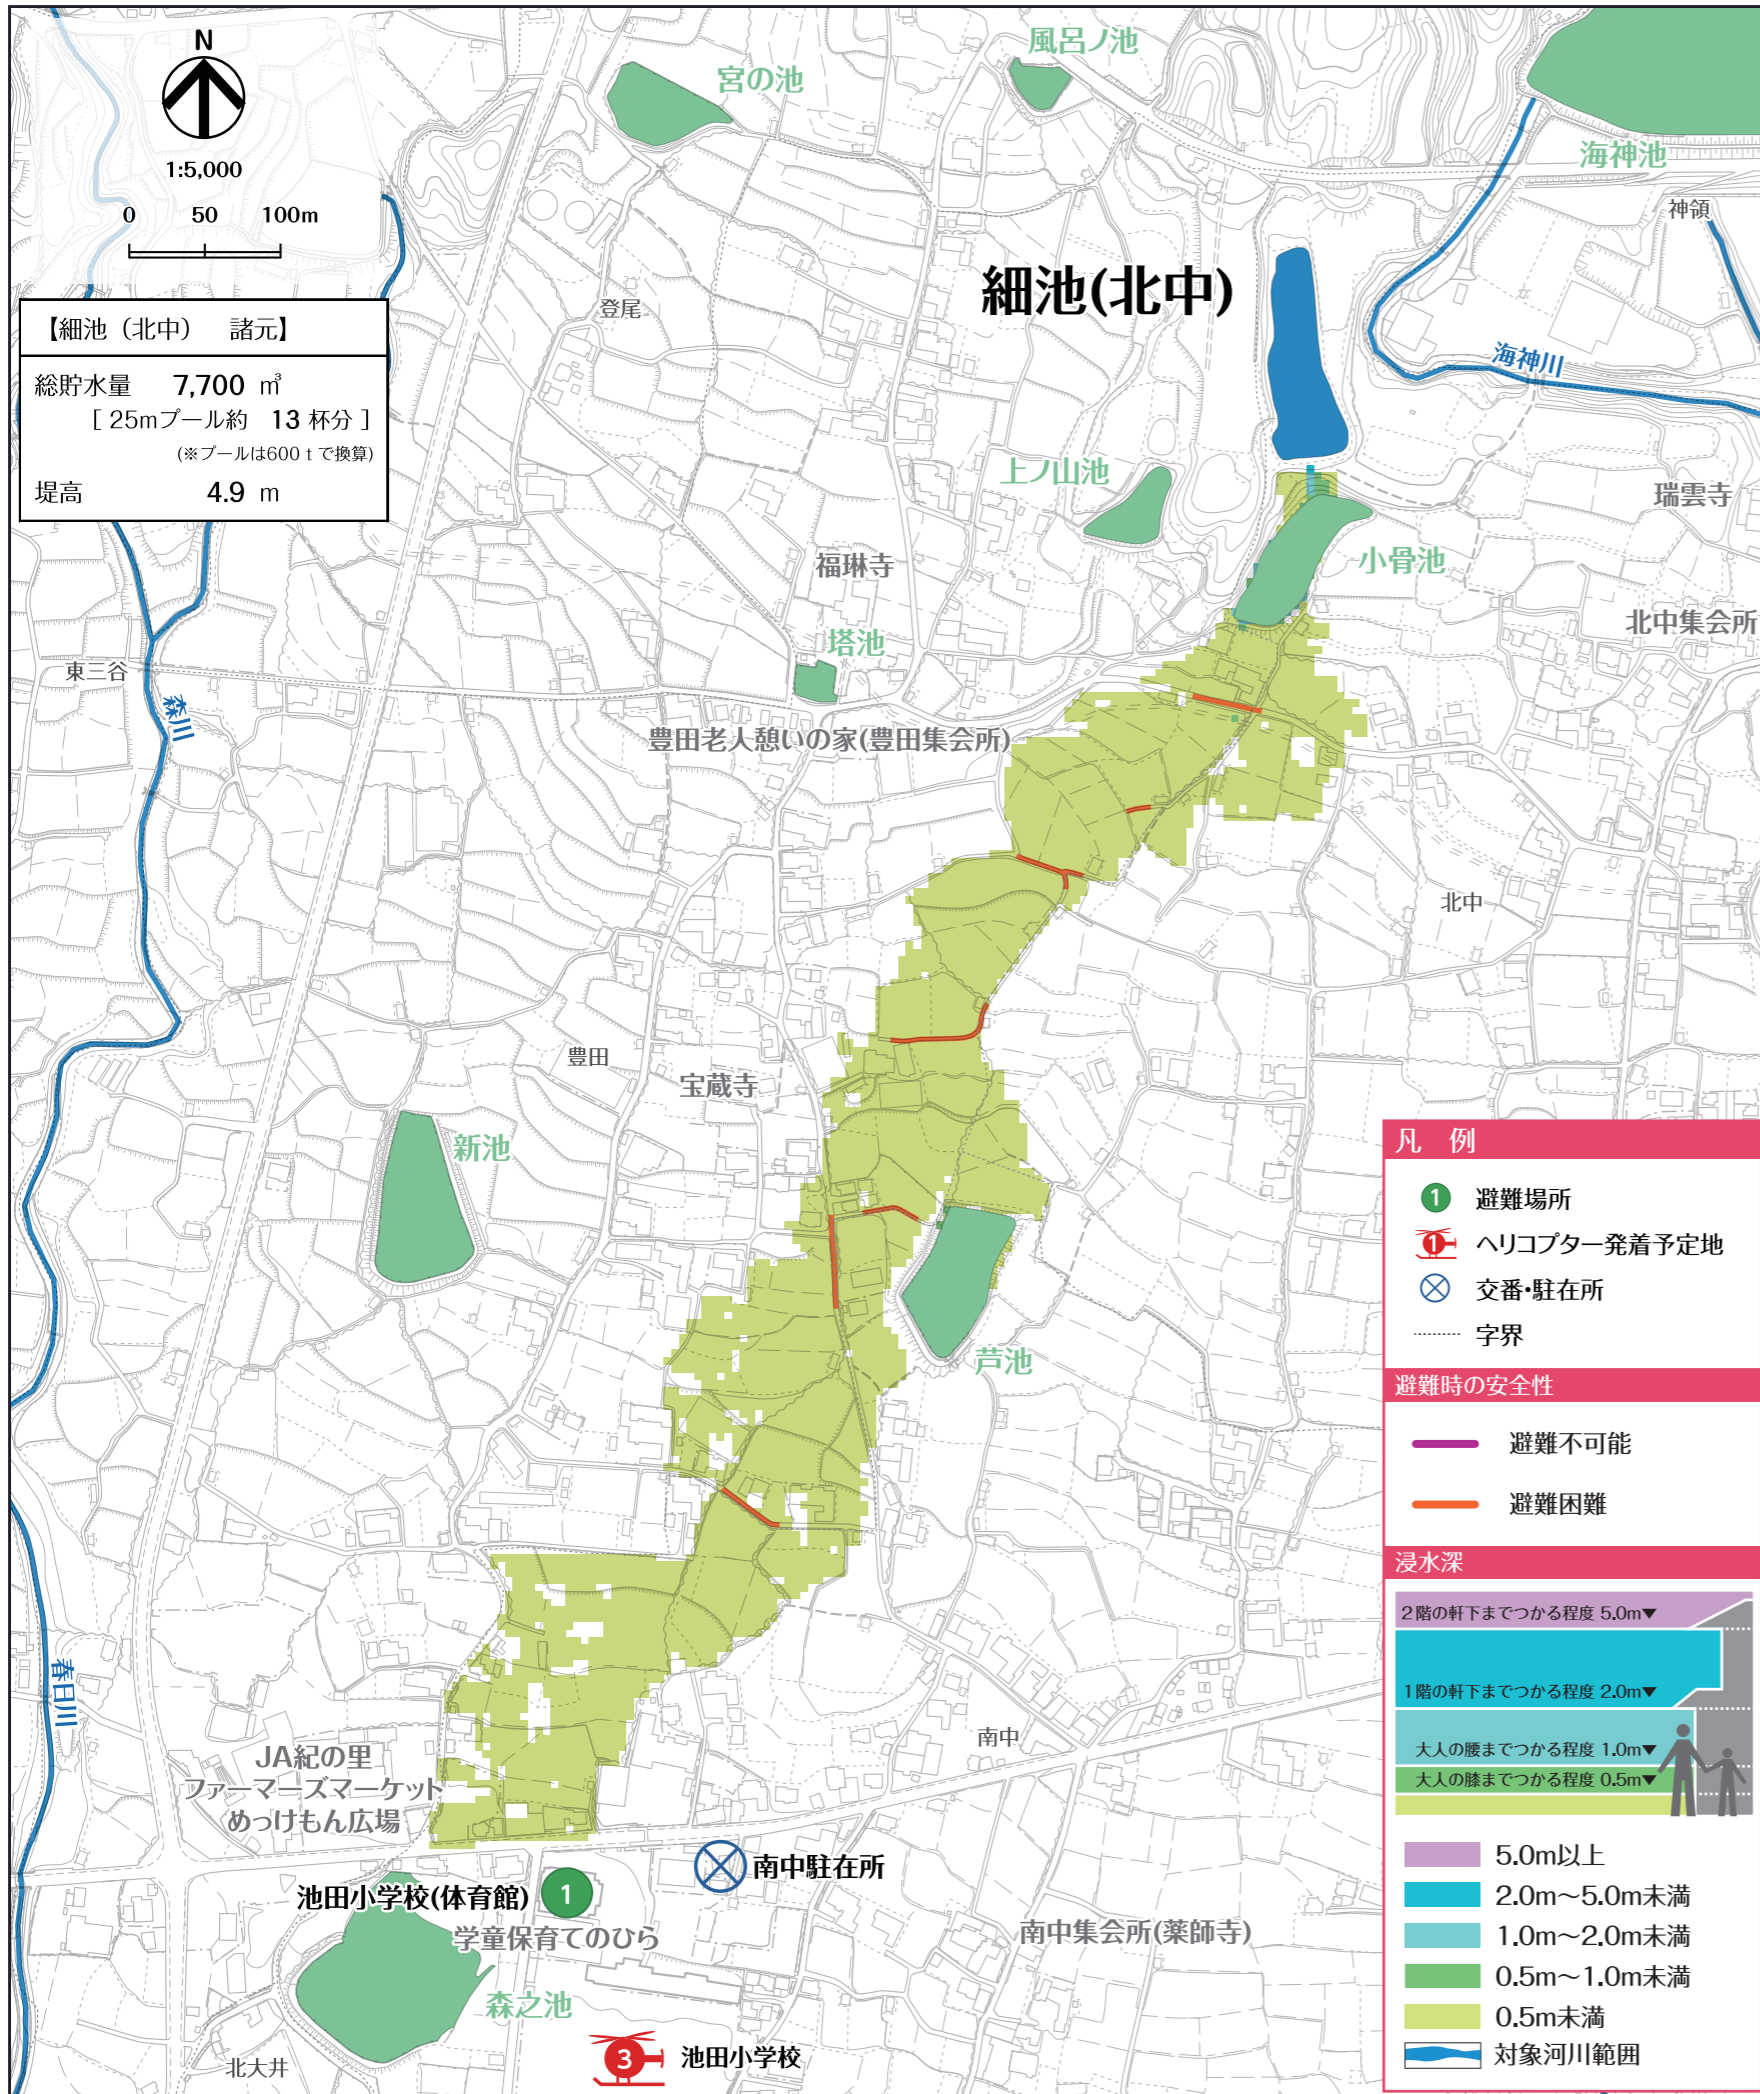 N
1:5,000
0 50 100m
【細池（北中） 諸元】
総貯水量 7,700 ㎥
[ 25mプール約 13 杯分 ]
(※プールは600ｔで換算)
堤高 4.9 m
宮の池
風呂ノ池
海神池
神領
細池(北中)
登尾
海神川
上ノ山池
瑞雲寺
福琳寺
小骨池
北中集会所
塔池
東三谷
森川
豊田老人憩いの家(豊田集会所)
北中
豊田
宝蔵寺
新池
芦池
春日川
南中
JA紀の里
ファーマーズマーケット
めっけもん広場
南中駐在所
池田小学校(体育館)
1
学童保育てのひら
南中集会所(薬師寺)
森之池
北大井
3
池田小学校
凡 例
1 避難場所
1 ヘリコプター発着予定地
交番・駐在所
字界
避難時の安全性
避難不可能
避難困難
浸水深
2階の軒下までつかる程度 5.0m▼
1階の軒下までつかる程度 2.0m▼
大人の腰までつかる程度 1.0m▼
大人の膝までつかる程度 0.5m▼
5.0m以上
2.0m～5.0m未満
1.0m～2.0m未満
0.5m～1.0m未満
0.5m未満
対象河川範囲